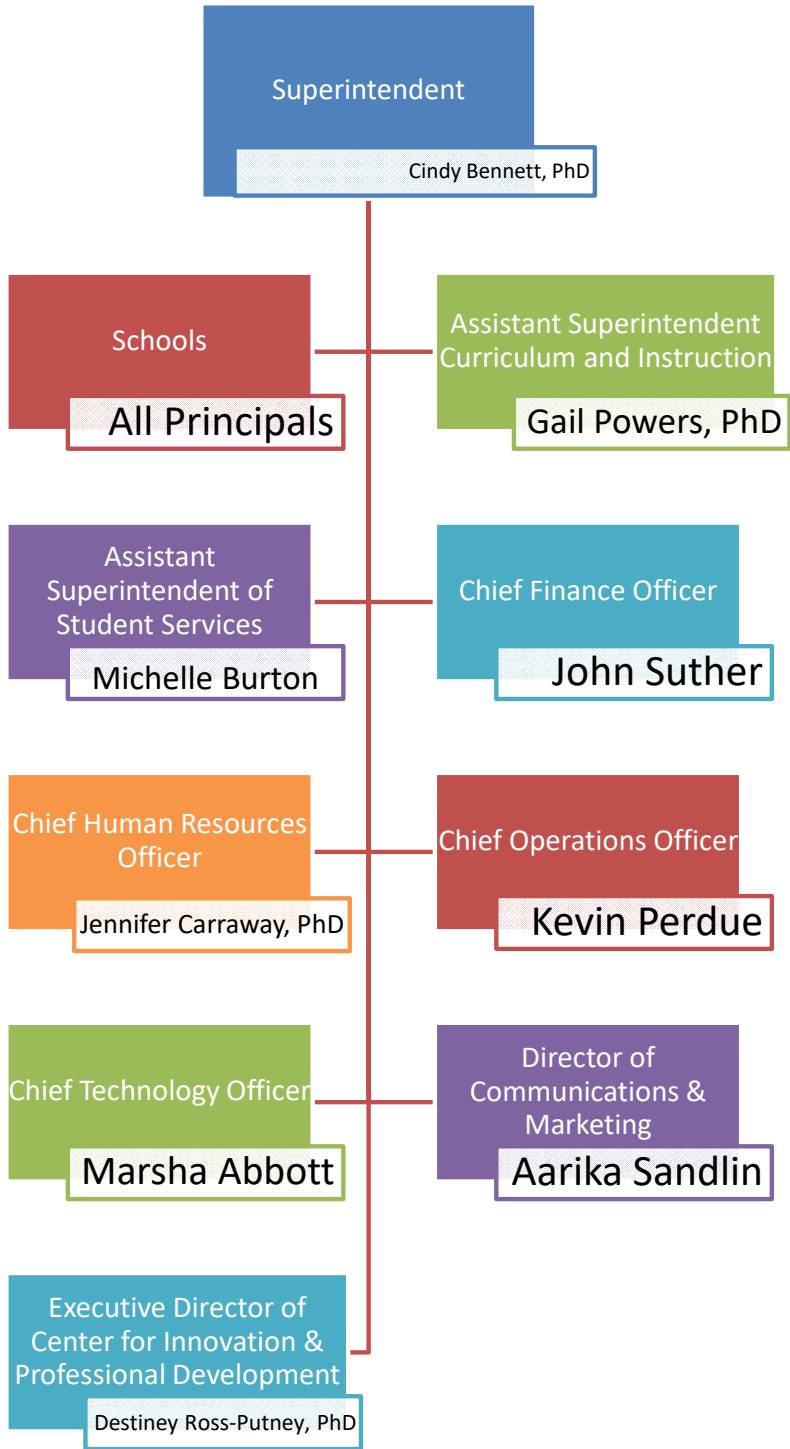 Superintendent
Cindy Bennett, PhD
Schools
All Principals
Assistant Superintendent
Curriculum and Instruction
Gail Powers, PhD
Assistant
Superintendent of
Student Services
Michelle Burton
Chief Finance Officer
John Suther
Chief Human Resources
Officer
Jennifer Carraway, PhD
Chief Operations Officer
Kevin Perdue
Chief Technology Officer
Marsha Abbott
Director of
Communications &
Marketing
Aarika Sandlin
Executive Director of
Center for Innovation &
Professional Development
Destiney Ross-Putney, PhD